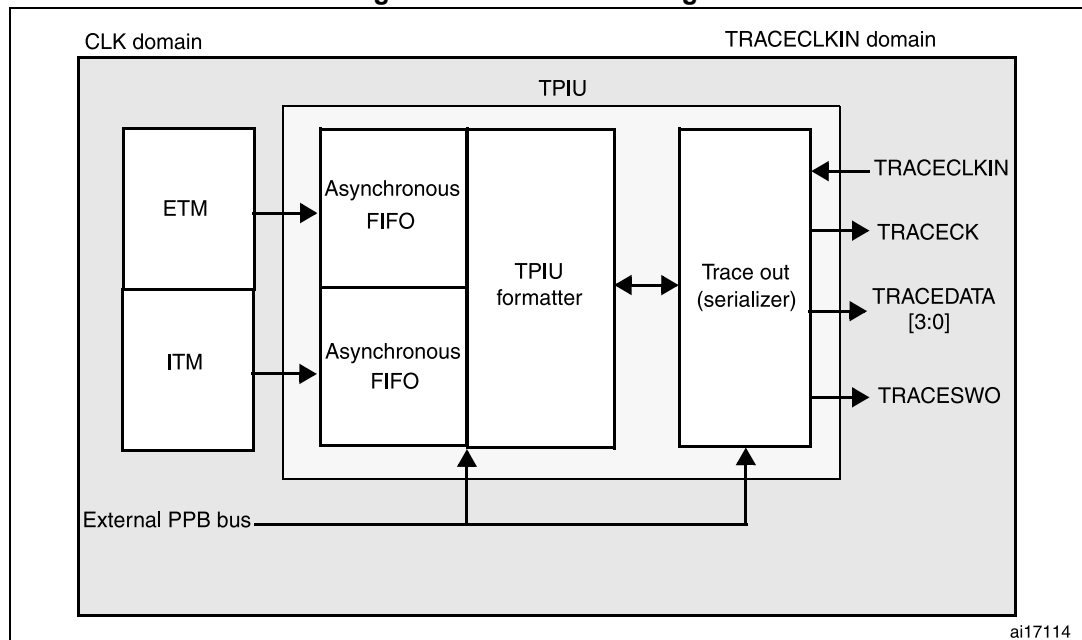 CLK domain
TRACECLKIN domain
TPIU
ETM
Asynchronous
FIFO
TPIU
formatter
Trace out
(serializer)
TRACECLKIN
TRACECK
TRACEDATA
[3:0]
TRACESWO
ITM
Asynchronous
FIFO
External PPB bus
ai17114